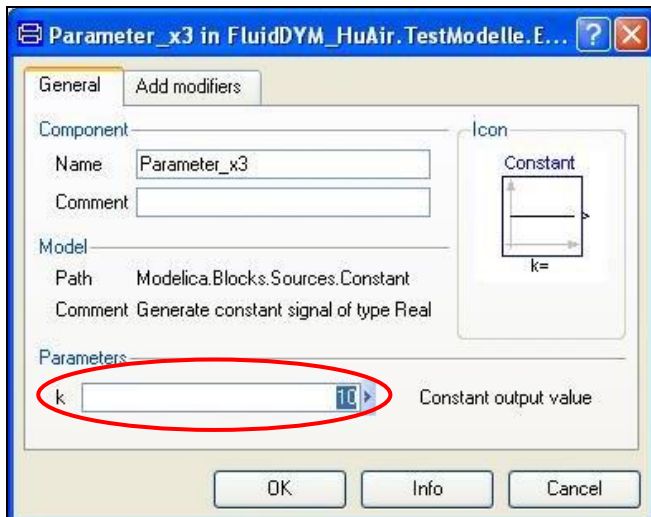 Parameter_x3 in FluidDYM_HuAir.TestModelle.E...
General Add modifiers
Component
Name Parameter_x3
Comment
Icon
Constant
k=
Model
Path Modelica.Blocks.Sources.Constant
Comment Generate constant signal of type Real
Parameters
k 10 Constant output value
OK Info Cancel